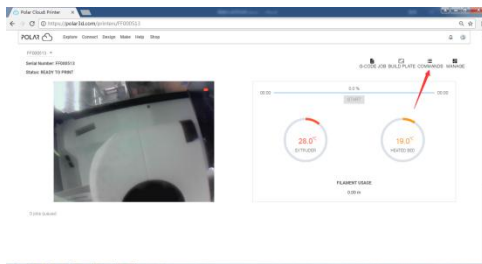 Polar Cloud Printer
https://polar3d.com/printers/FF000513
POLAR Explore Connect Design Make Help Shop
FF000513
Serial Number: FF000513
Status: READY TO PRINT
G-CODE JOB BUILD PLATE COMMANDS MANAGE
00:00 0.0 % 00:00
START
28.0°C
EXTRUDER
19.0°C
HEATED BED
FILAMENT USAGE
0.00 m